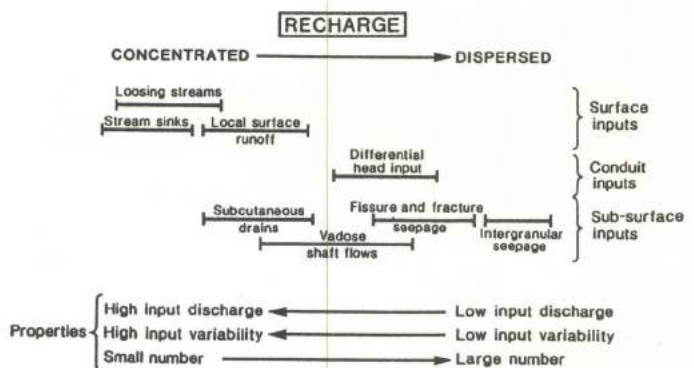 RECHARGE
CONCENTRATED DISPERSED
Loosing streams
Stream sinks Local surface
runoff
Surface
inputs
Differential
head input
Conduit
inputs
Subcutaneous
drains
Fissure and fracture
seepage
Intergranular
seepage
Vadose
shaft flows
Sub-surface
inputs
Properties
High input discharge Low input discharge
High input variability Low input variability
Small number Large number